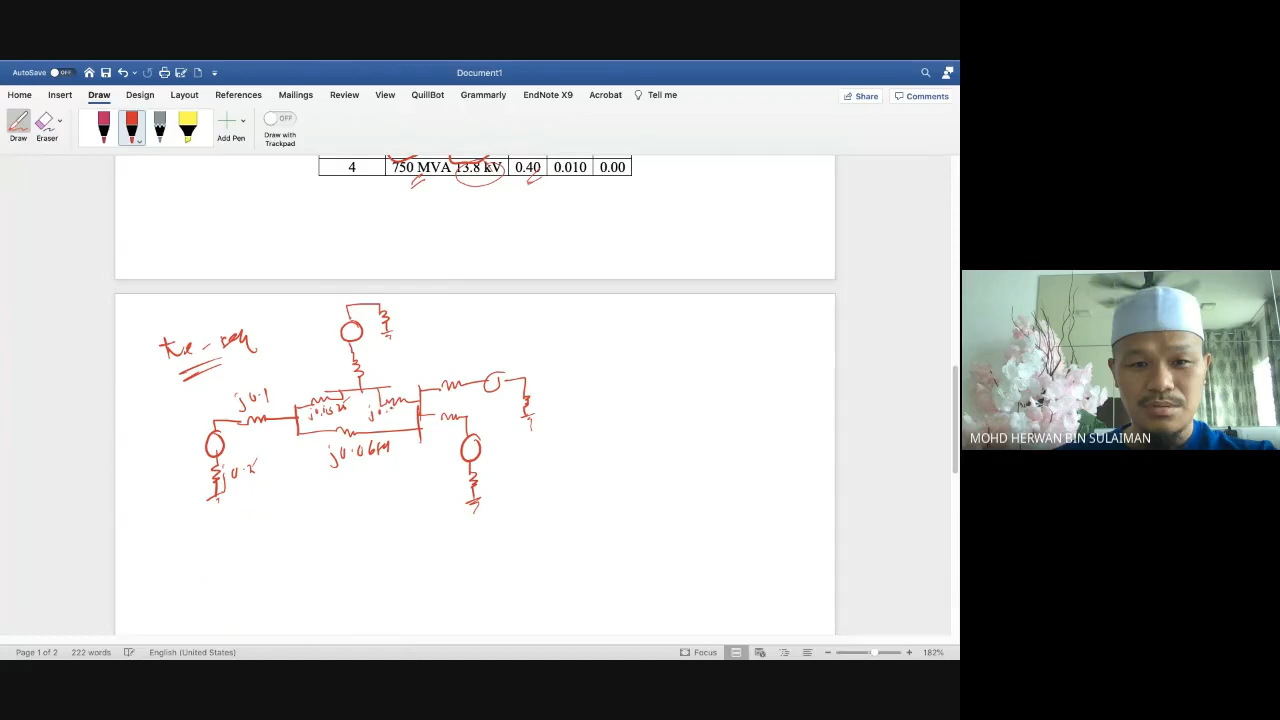 AutoSave OFF
Document1
Home Insert Draw Design Layout References Mailings Review View QuillBot Grammarly EndNote X9 Acrobat Tell me
Share Comments
OFF
Draw Eraser Add Pen Draw with Trackpad
4 750 MVA 13.8 kV 0.40 0.010 0.00
+ve - seq
j0.1
j0.
j0.2
MOHD HERWAN BIN SULAIMAN
Page 1 of 2 222 words English (United States) Focus 182%